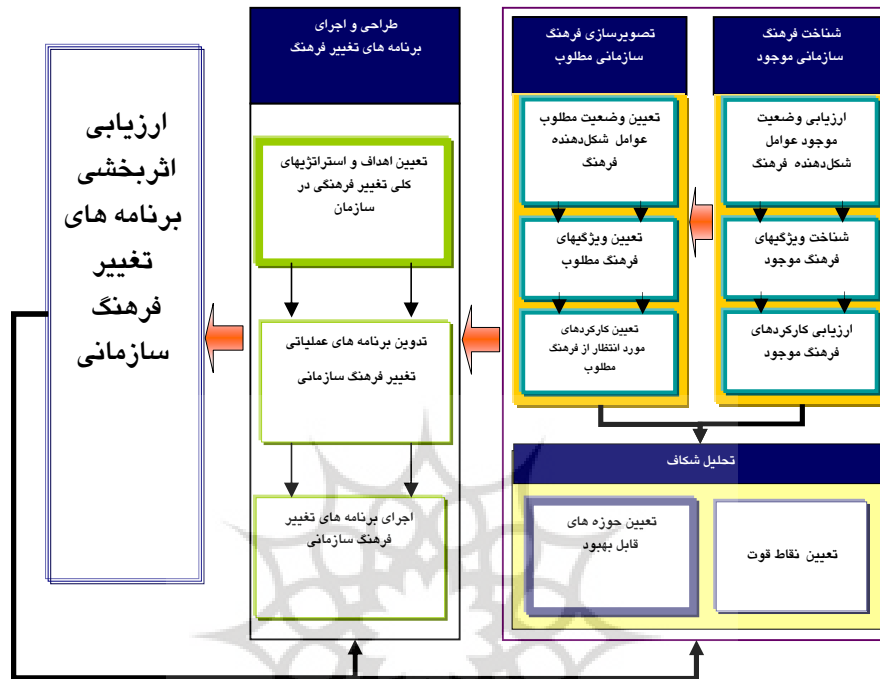 شناخت فرهنگ
سازمانی موجود
ارزیابی وضعیت
موجود عوامل
شکل‌دهنده فرهنگ
شناخت ویژگیهای
فرهنگ موجود
ارزیابی کارکردهای
فرهنگ موجود
تصویرسازی فرهنگ
سازمانی مطلوب
تعیین وضعیت مطلوب
عوامل شکل‌دهنده
فرهنگ
تعیین ویژگیهای
فرهنگ مطلوب
تعیین کارکردهای
مورد انتظار از فرهنگ
مطلوب
تحلیل شکاف
تعیین نقاط قوت
تعیین حوزه های
قابل بهبود
طراحی و اجرای
برنامه های تغییر فرهنگ
تعیین اهداف و استراتژیهای
کلی تغییر فرهنگی در
سازمان
تدوین برنامه های عملیاتی
تغییر فرهنگ سازمانی
اجرای برنامه های تغییر
فرهنگ سازمانی
ارزیابی
اثربخشی
برنامه های
تغییر
فرهنگ
سازمانی